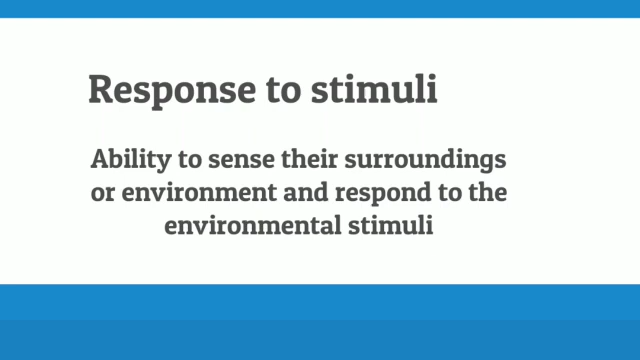 Response to stimuli
Ability to sense their surroundings
or environment and respond to the
environmental stimuli